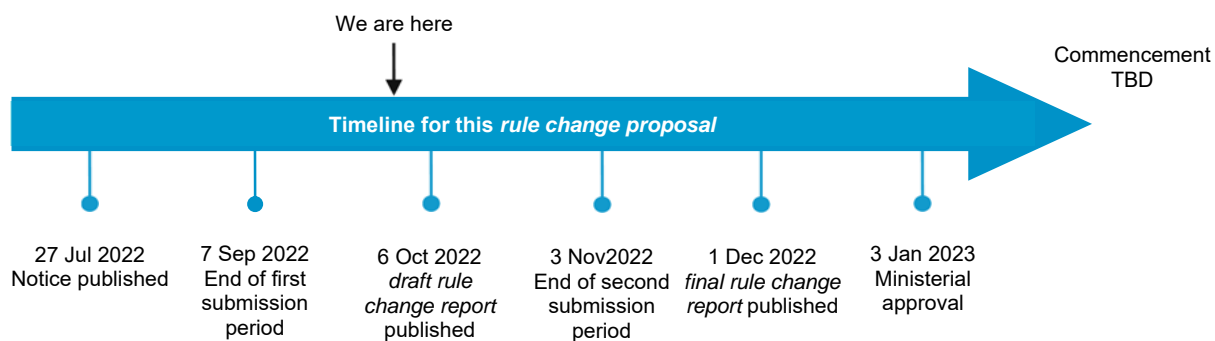 We are here
Commencement
TBD
Timeline for this rule change proposal
27 Jul 2022
Notice published
7 Sep 2022
End of first
submission
period
6 Oct 2022
draft rule
change report
published
3 Nov2022
End of second
submission
period
1 Dec 2022
final rule change
report published
3 Jan 2023
Ministerial
approval